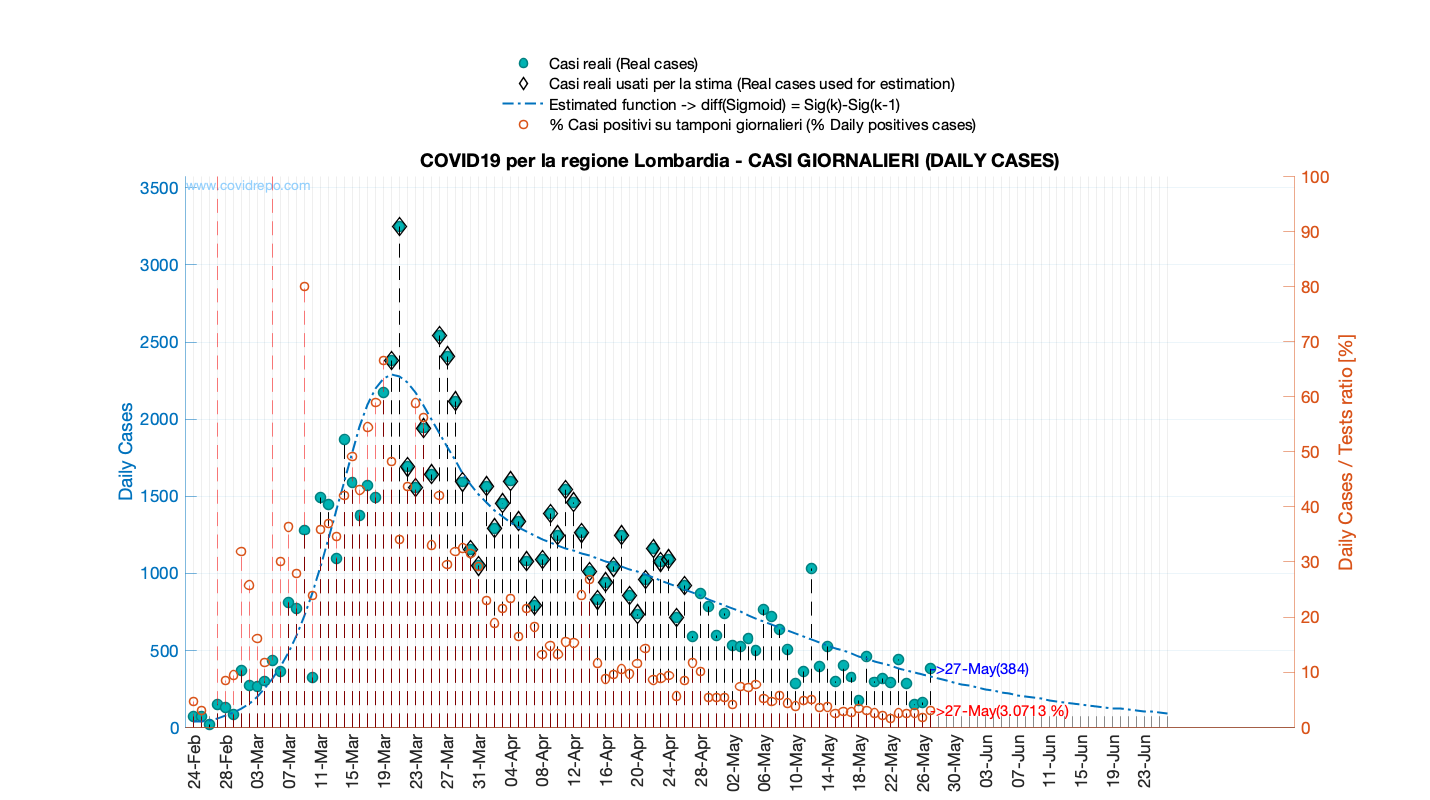 Casi reali (Real cases)
Casi reali usati per la stima (Real cases used for estimation)
Estimated function -> diff(Sigmoid) = Sig(k)-Sig(k-1)
% Casi positivi su tamponi giornalieri (% Daily positives cases)
COVID19 per la regione Lombardia - CASI GIORNALIERI (DAILY CASES)
www.covidrepo.com
3500
3000
2500
2000
1500
1000
500
0
Daily Cases
100
90
80
70
60
50
40
30
20
10
0
Daily Cases / Tests ratio [%]
->27-May(384)
->27-May(3.0713 %)
24-Feb
28-Feb
03-Mar
07-Mar
11-Mar
15-Mar
19-Mar
23-Mar
27-Mar
31-Mar
04-Apr
08-Apr
12-Apr
16-Apr
20-Apr
24-Apr
28-Apr
02-May
06-May
10-May
14-May
18-May
22-May
26-May
30-May
03-Jun
07-Jun
11-Jun
15-Jun
19-Jun
23-Jun